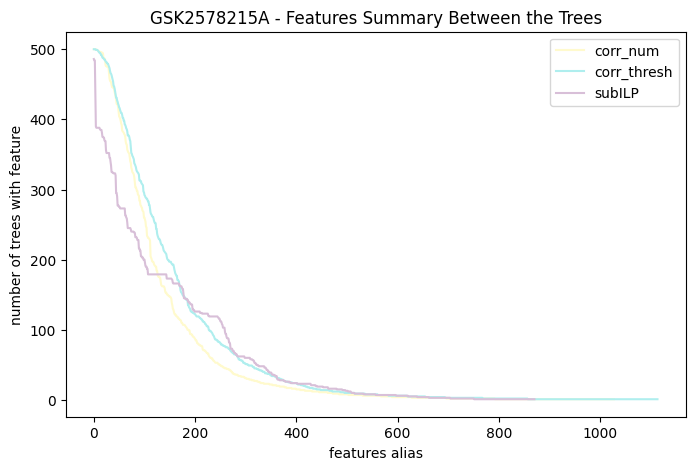 GSK2578215A - Features Summary Between the Trees
corr_num
corr_thresh
subILP
number of trees with feature
500
400
300
200
100
0
0 200 400 600 800 1000
features alias